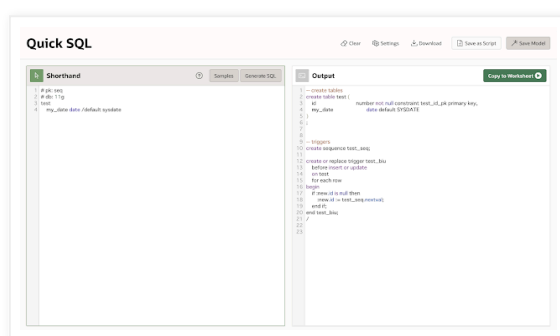 Quick SQL
Clear Settings Download Save as Script Save Model
Shorthand Samples Generate SQL
1 # pk: seq
2 # db: 11g
3 test
4 my_date date /default sysdate
Output Copy to Worksheet
1 -- create tables
2 create table test (
3 id number not null constraint test_id_pk primary key,
4 my_date date default SYSDATE
5 )
6 ;
7
8
9 -- triggers
10 create sequence test_seq;
11
12 create or replace trigger test_biu
13 before insert or update
14 on test
15 for each row
16 begin
17 if :new.id is null then
18 :new.id := test_seq.nextval;
19 end if;
20 end test_biu;
21 /
22
23